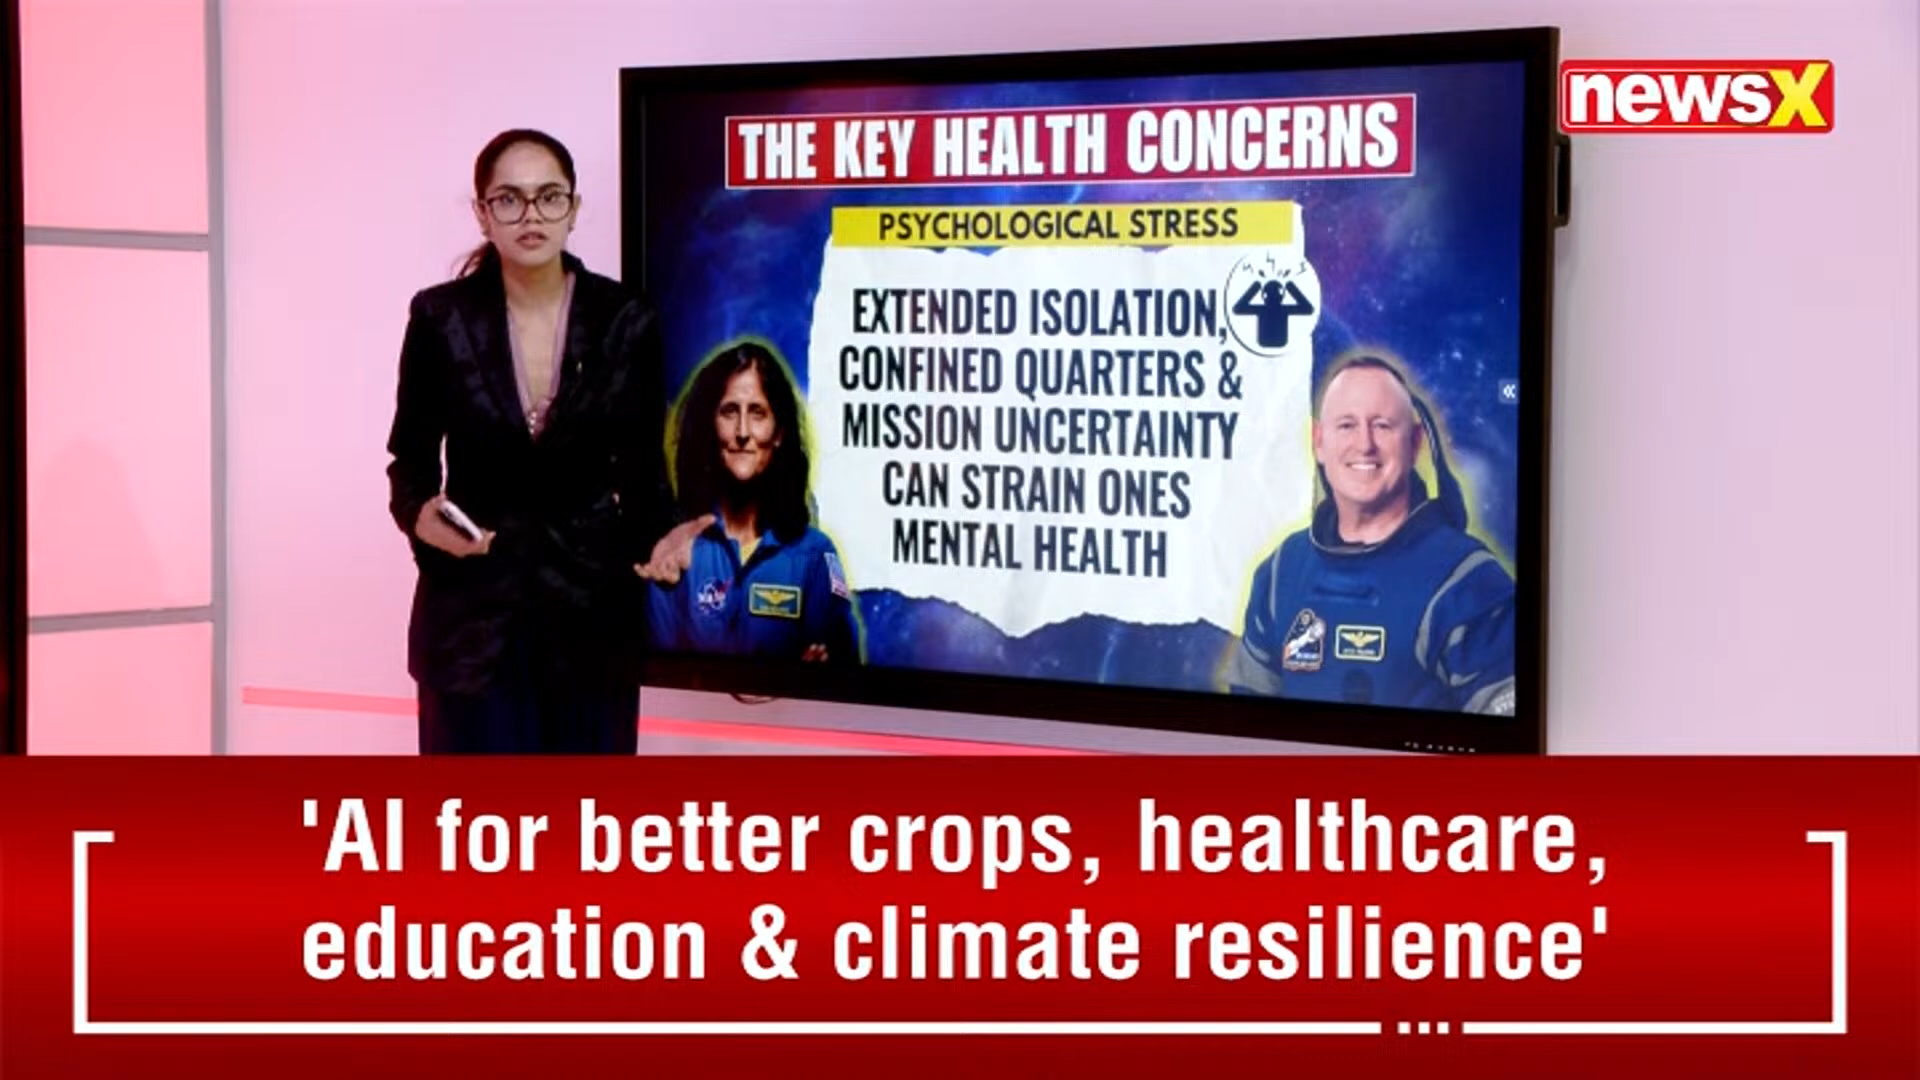 newsX
THE KEY HEALTH CONCERNS
PSYCHOLOGICAL STRESS
EXTENDED ISOLATION,
CONFINED QUARTERS &
MISSION UNCERTAINTY
CAN STRAIN ONES
MENTAL HEALTH
NASA
'AI for better crops, healthcare,
education & climate resilience'